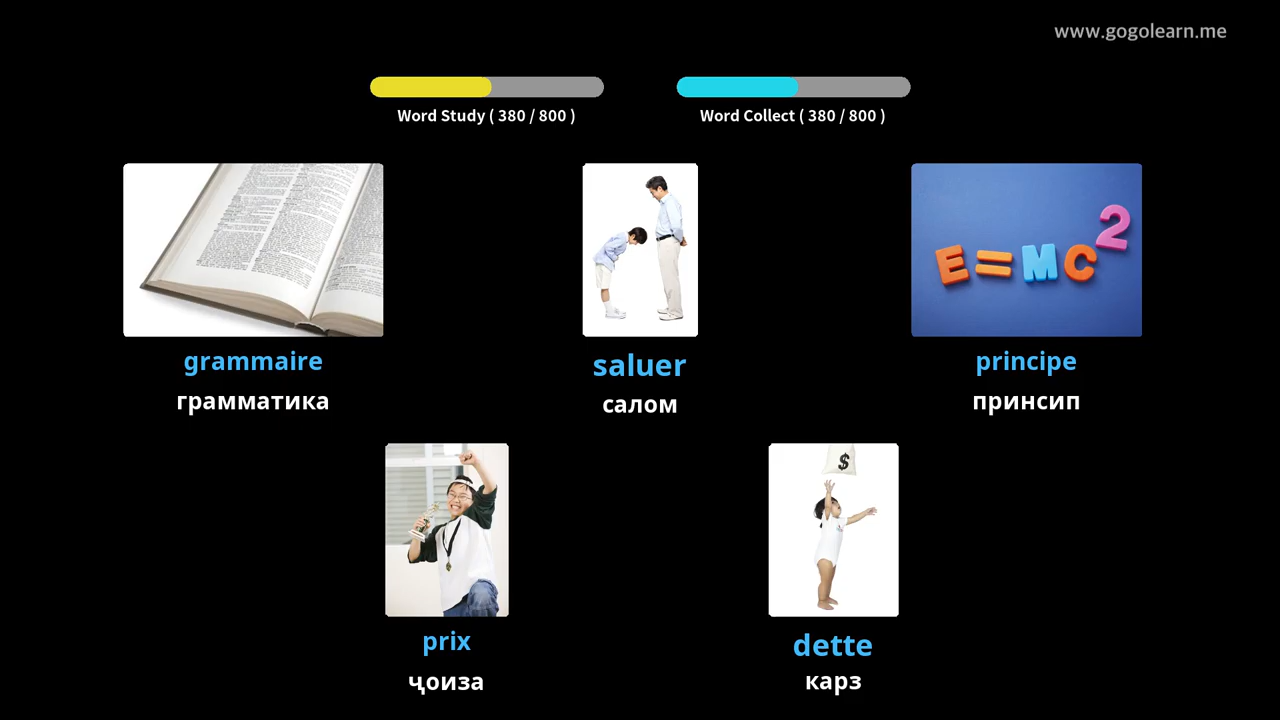 www.gogolearn.me
Word Study ( 380 / 800 )
Word Collect ( 380 / 800 )
E=MC2
grammaire
saluer
principe
грамматика
салом
принсип
$
prix
dette
ҷоиза
карз